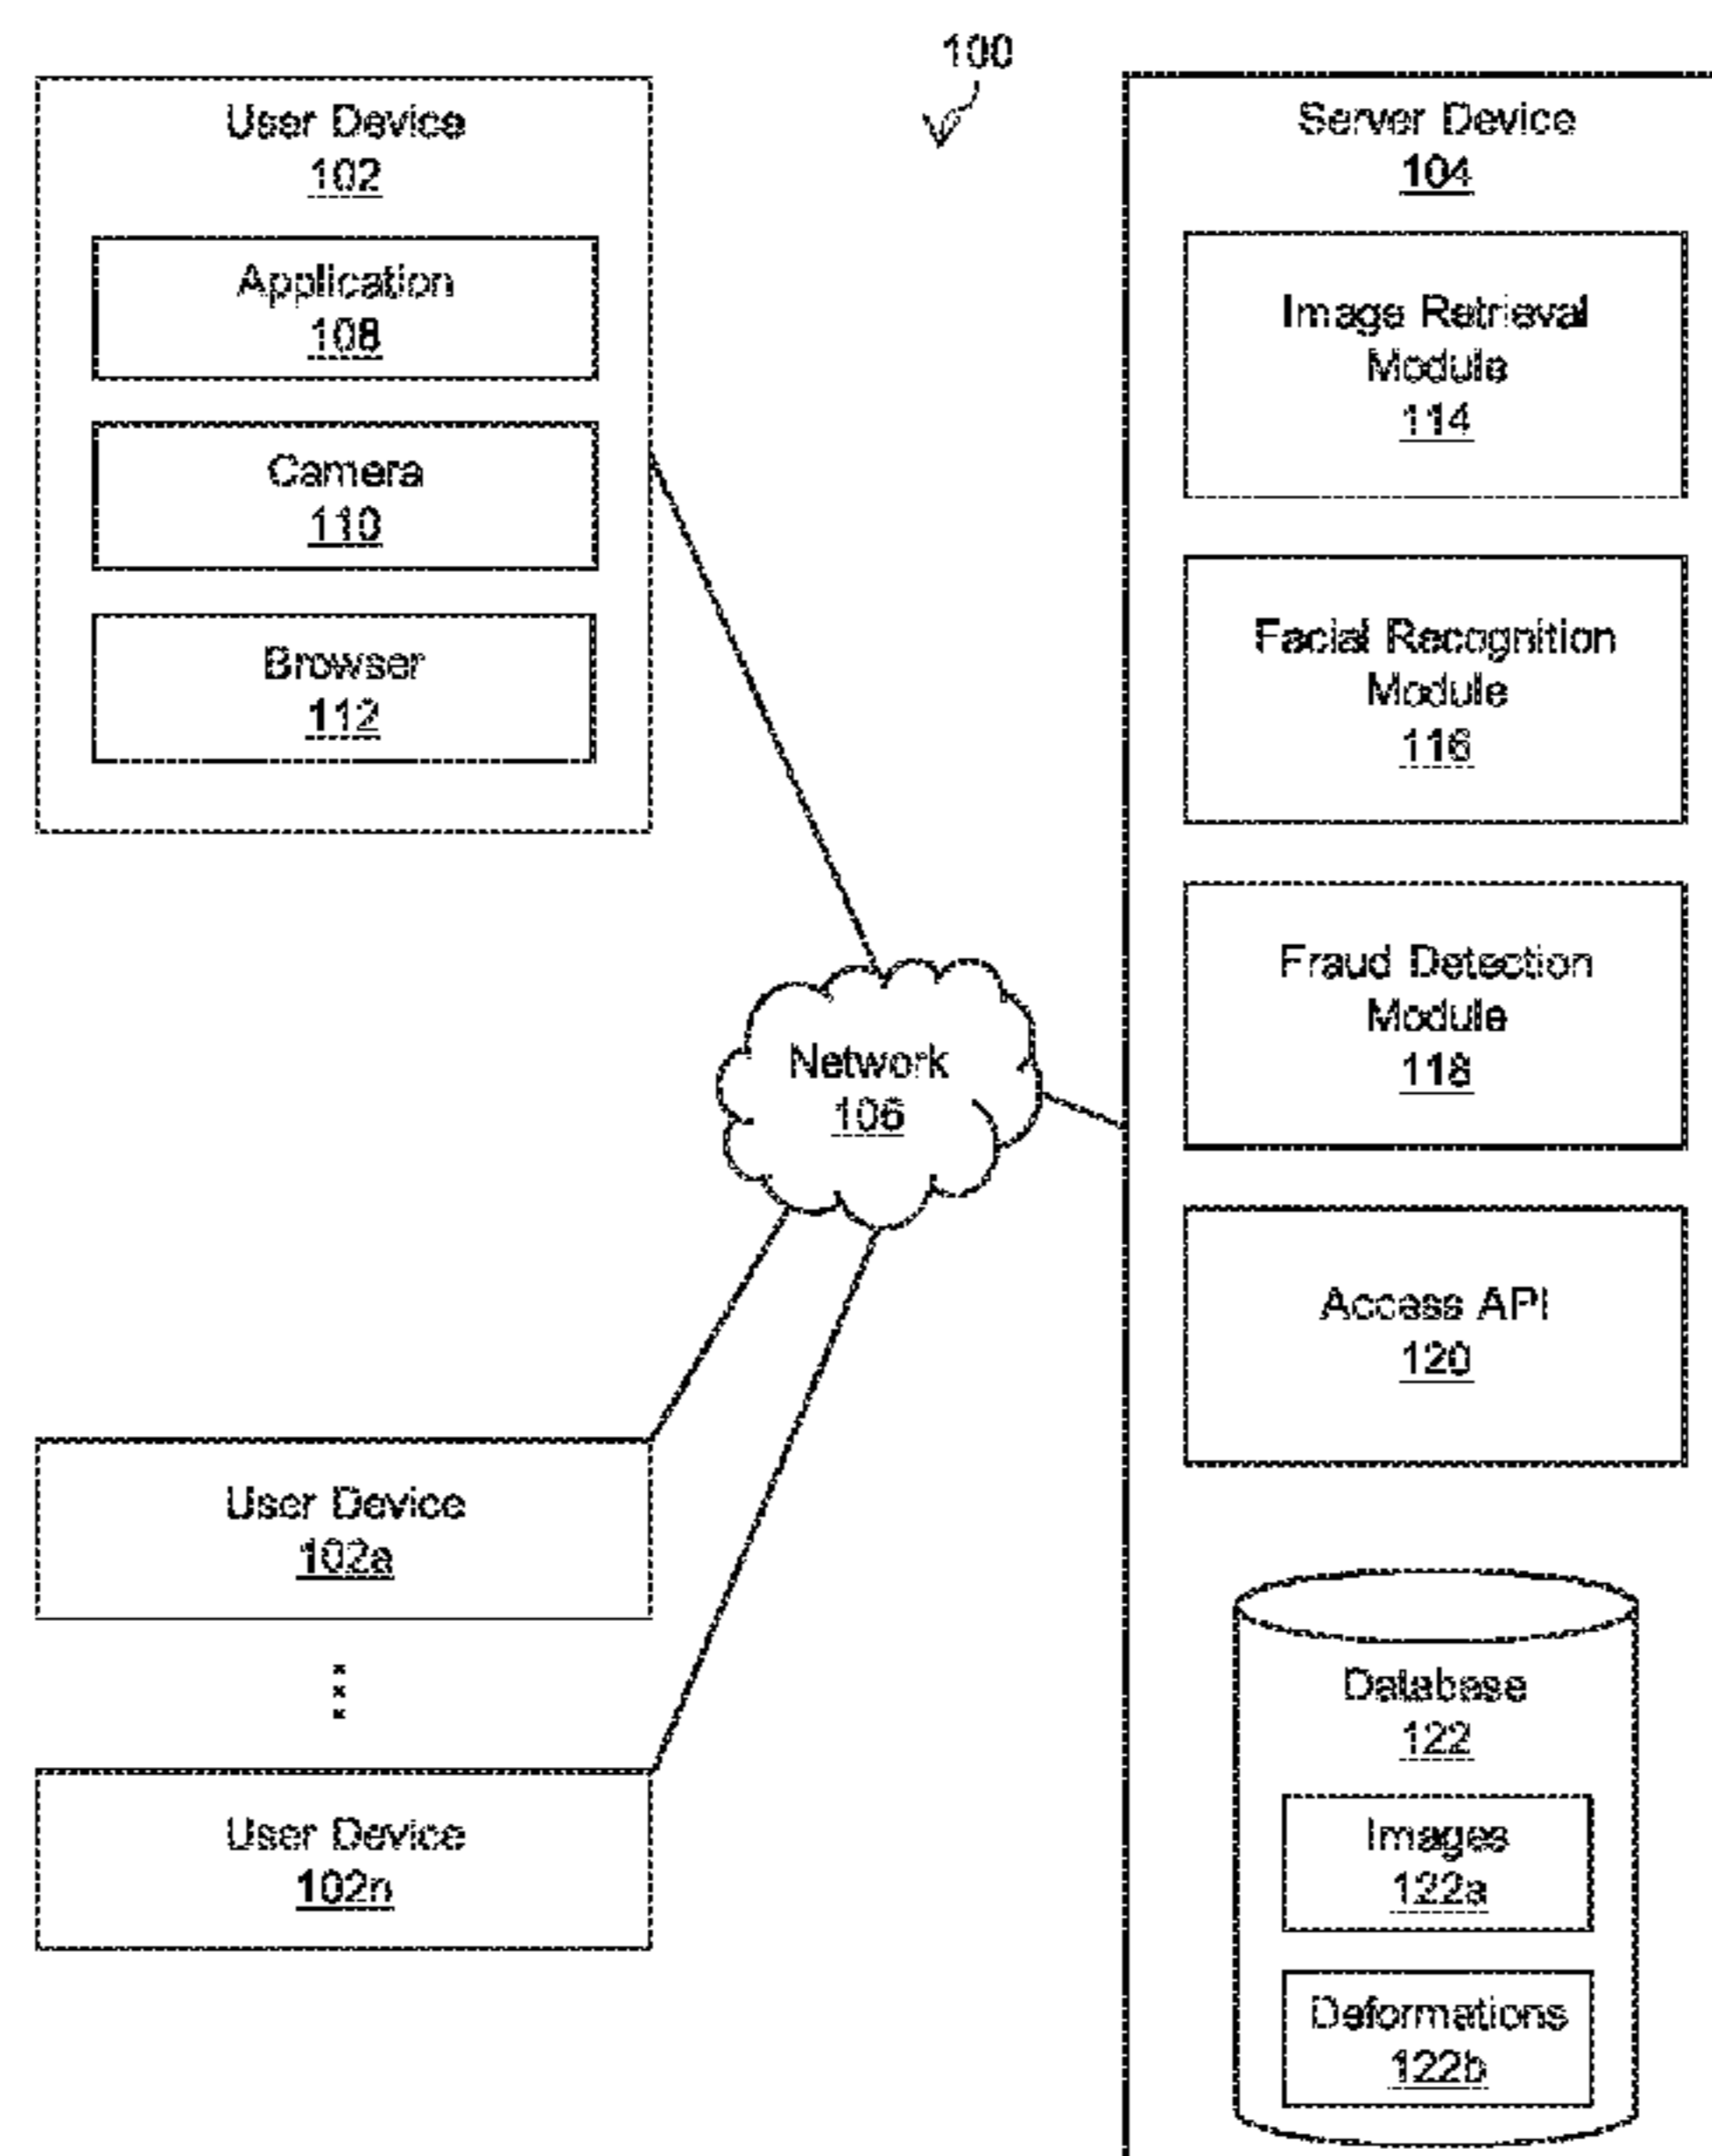 100
User Device
102
Application
108
Camera
110
Browser
112
Network
106
User Device
102a
User Device
102n
Server Device
104
Image Retrieval
Module
114
Facial Recognition
Module
116
Fraud Detection
Module
118
Access API
120
Database
122
Images
122a
Deformations
122b